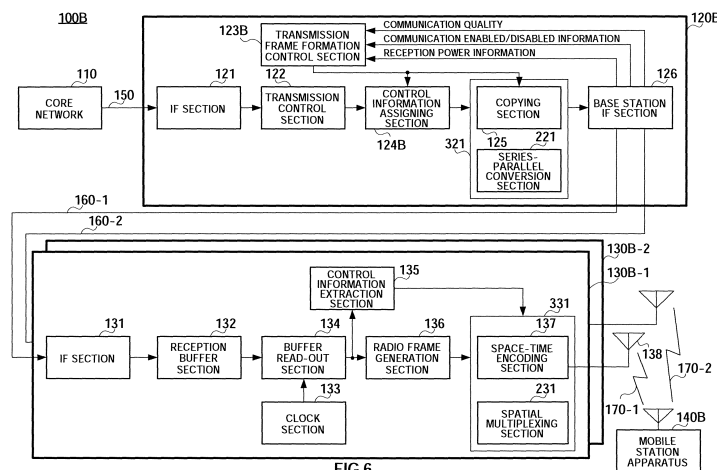 100B
120B
123B
TRANSMISSION
FRAME FORMATION
CONTROL SECTION
COMMUNICATION QUALITY
COMMUNICATION ENABLED/DISABLED INFORMATION
RECEPTION POWER INFORMATION
110
CORE
NETWORK
150
121
IF SECTION
122
TRANSMISSION
CONTROL
SECTION
CONTROL
INFORMATION
ASSIGNING
SECTION
124B
COPYING
SECTION
125
221
321
SERIES-
PARALLEL
CONVERSION
SECTION
126
BASE STATION
IF SECTION
160-1
160-2
130B-2
130B-1
CONTROL
INFORMATION
EXTRACTION
SECTION
135
131
IF SECTION
132
RECEPTION
BUFFER
SECTION
134
BUFFER
READ-OUT
SECTION
133
CLOCK
SECTION
136
RADIO FRAME
GENERATION
SECTION
331
137
SPACE-TIME
ENCODING
SECTION
231
SPATIAL
MULTIPLEXING
SECTION
138
170-2
170-1
140B
MOBILE
STATION
APPARATUS
FIG.6